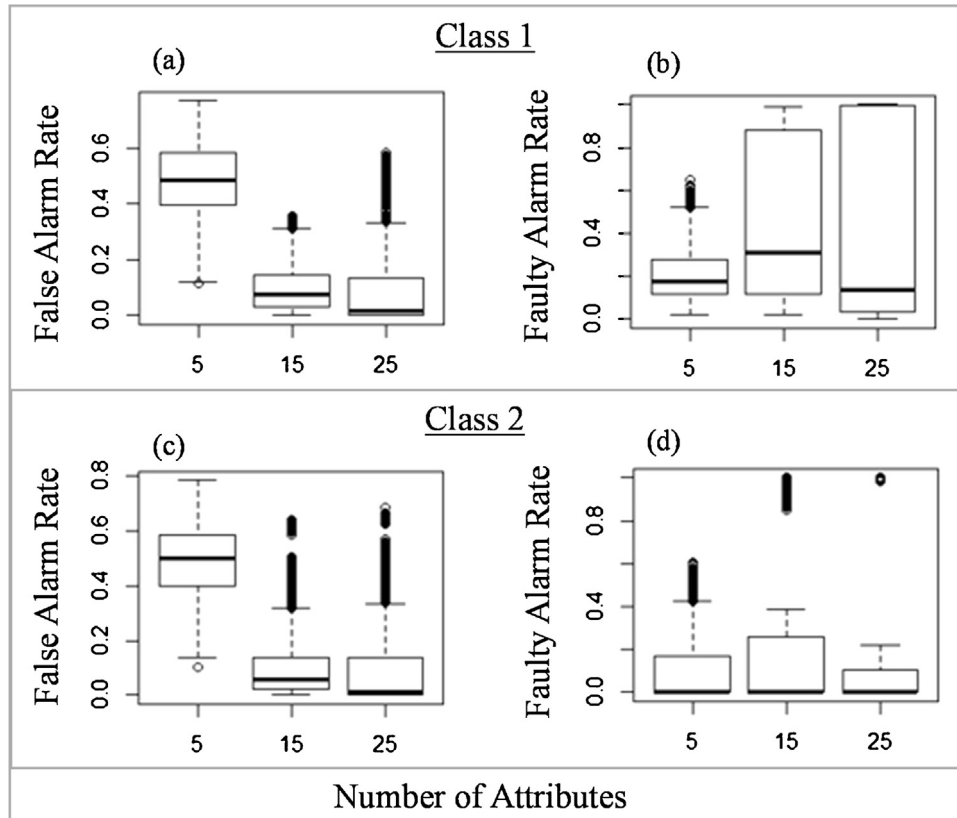 Class 1
(a)
False Alarm Rate
0.0 0.2 0.4 0.6
5 15 25
(b)
Faulty Alarm Rate
0.0 0.4 0.8
5 15 25
Class 2
(c)
False Alarm Rate
0.0 0.2 0.4 0.6 0.8
5 15 25
(d)
Faulty Alarm Rate
0.0 0.4 0.8
5 15 25
Number of Attributes